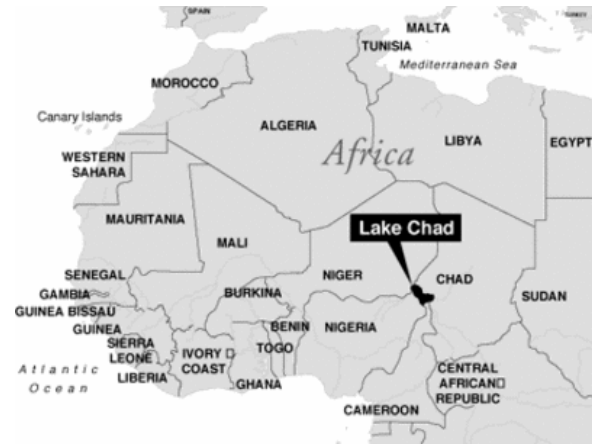 SPAIN
TURKEY
MALTA
TUNISIA
Mediterranean Sea
MOROCCO
Canary Islands
ALGERIA
LIBYA
EGYPT
Africa
WESTERN
SAHARA
MAURITANIA
MALI
Lake Chad
NIGER
CHAD
SENEGAL
GAMBIA
BURKINA
SUDAN
GUINEA BISSAU
GUINEA
BENIN
NIGERIA
SIERRA
LEONE
IVORY
COAST
TOGO
Atlantic
Ocean
LIBERIA
GHANA
CENTRAL
AFRICAN
REPUBLIC
CAMEROON